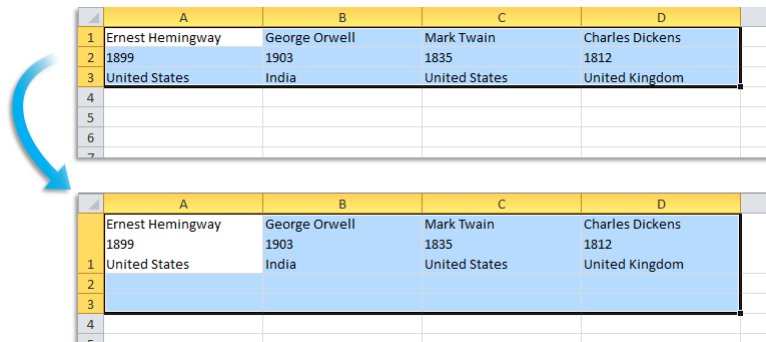 A B C D
1 Ernest Hemingway George Orwell Mark Twain Charles Dickens
2 1899 1903 1835 1812
3 United States India United States United Kingdom
4
5
6
7
A B C D
Ernest Hemingway George Orwell Mark Twain Charles Dickens
1899 1903 1835 1812
1 United States India United States United Kingdom
2
3
4
5